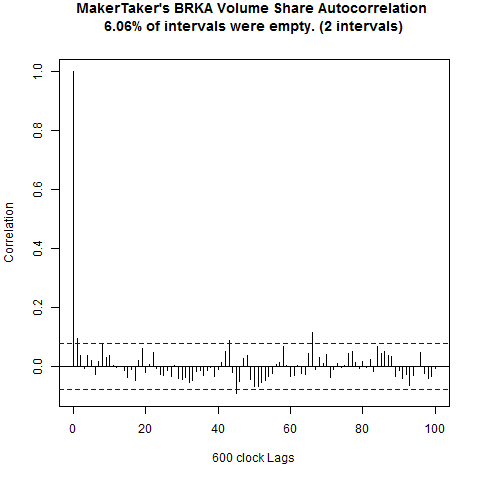 MakerTaker's BRKA Volume Share Autocorrelation
6.06% of intervals were empty. (2 intervals)
1.0
0.8
0.6
0.4
0.2
0.0
Correlation
0 20 40 60 80 100
600 clock Lags